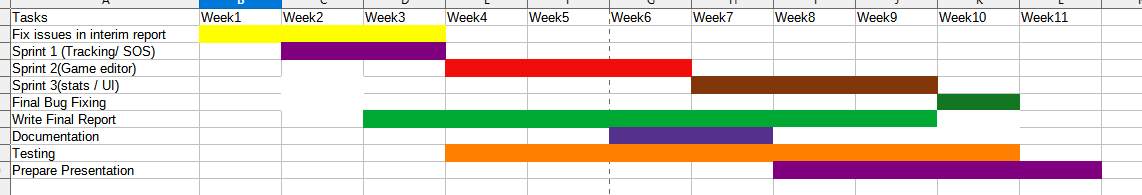 Tasks Week1 Week2 Week3 Week4 Week5 Week6 Week7 Week8 Week9 Week10 Week11
Fix issues in interim report
Sprint 1 (Tracking/ SOS)
Sprint 2(Game editor)
Sprint 3(stats / UI)
Final Bug Fixing
Write Final Report
Documentation
Testing
Prepare Presentation